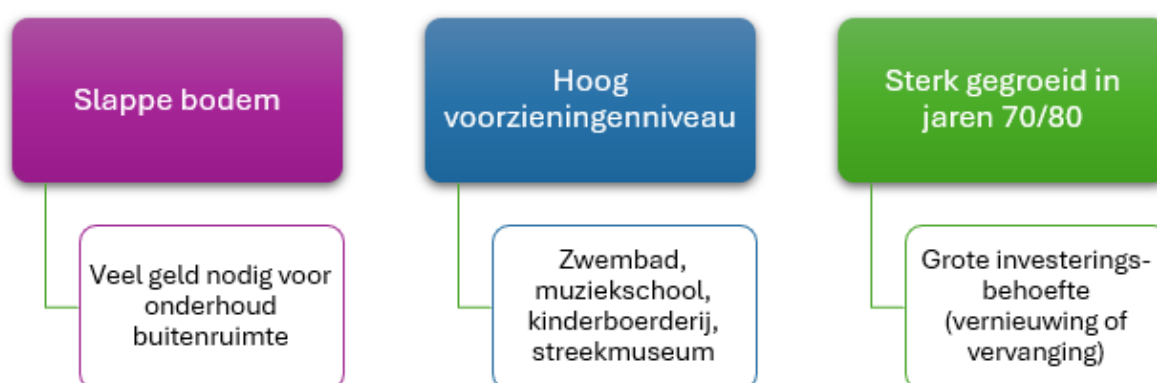 Slappe bodem
Veel geld nodig voor
onderhoud
buitenruimte
Hoog
voorzieningenniveau
Zwembad,
muziekschool,
kinderboerderij,
streekmuseum
Sterk gegroeid in
jaren 70/80
Grote investerings-
behoefte
(vernieuwing of
vervanging)